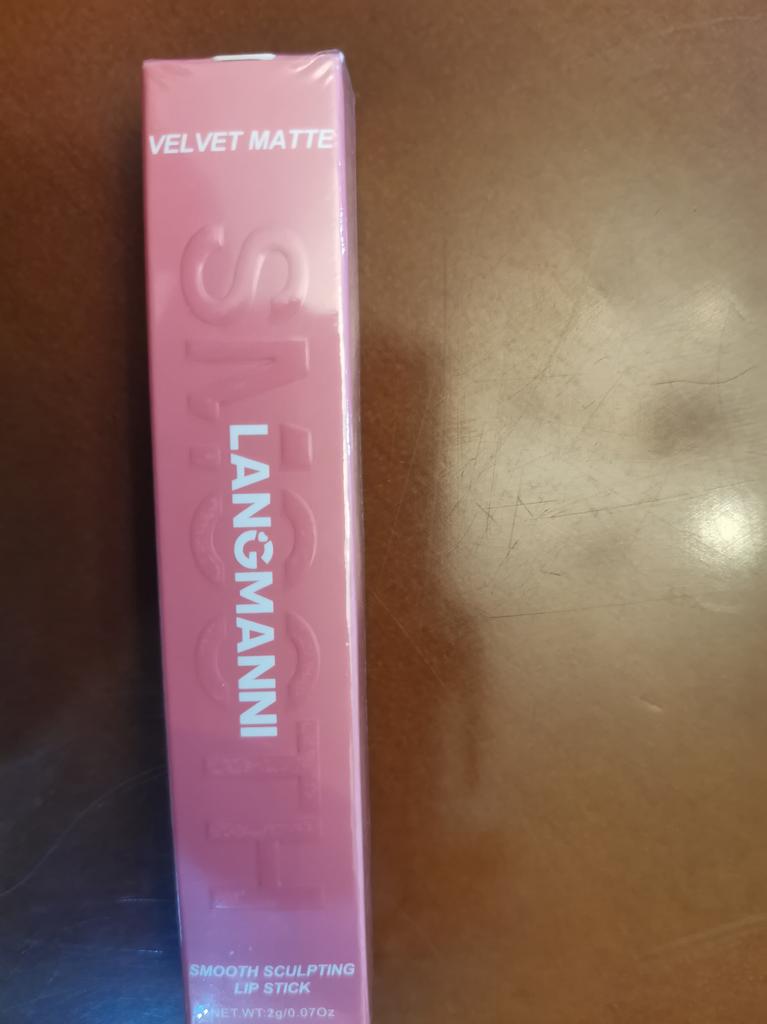 VELVET MATTE
SMOOTH
LANGMANNI
SMOOTH SCULPTING
LIP STICK
NET.WT:2g/0.07Oz